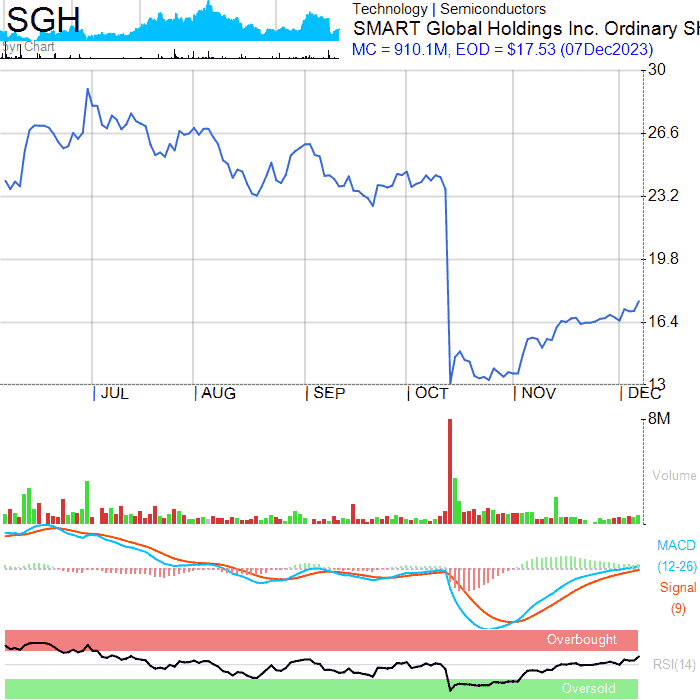 SGH
5yr Chart
Technology | Semiconductors
SMART Global Holdings Inc. Ordinary SH
MC = 910.1M, EOD = $17.53 (07Dec2023)
30
26.6
23.2
19.8
16.4
13
JUL
AUG
SEP
OCT
NOV
DEC
8M
Volume
MACD
(12-26)
Signal
(9)
Overbought
RSI(14)
Oversold